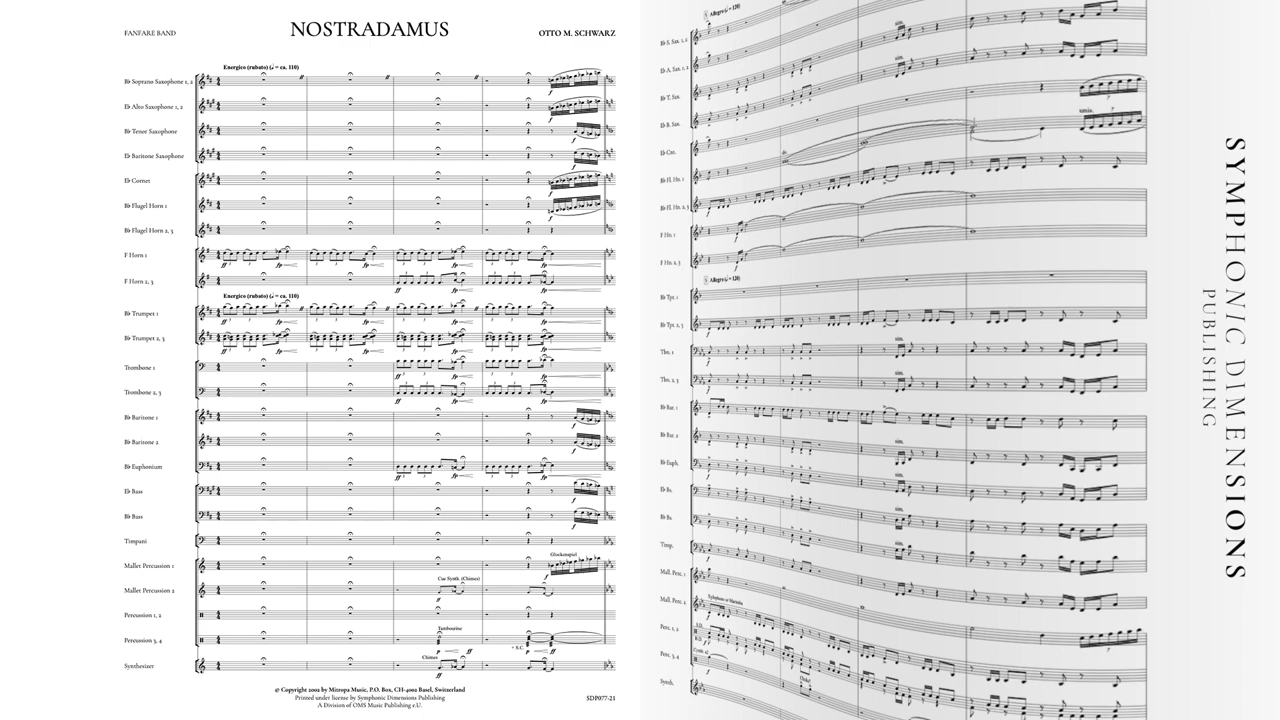 FANFARE BAND
NOSTRADAMUS
OTTO M. SCHWARZ
Energico (rubato) (♩ = ca. 110)
B♭ Soprano Saxophone 1, 2
E♭ Alto Saxophone 1, 2
B♭ Tenor Saxophone
E♭ Baritone Saxophone
E♭ Cornet
B♭ Flugel Horn 1
B♭ Flugel Horn 2, 3
F Horn 1
F Horn 2, 3
Energico (rubato) (♩ = ca. 110)
B♭ Trumpet 1
B♭ Trumpet 2, 3
Trombone 1
Trombone 2, 3
B♭ Baritone 1
B♭ Baritone 2
B♭ Euphonium
E♭ Bass
B♭ Bass
Timpani
Glockenspiel
Mallet Percussion 1
Cue Synth. (Chimes)
Mallet Percussion 2
Percussion 1, 2
Tambourine
Percussion 3, 4
+ S.C.
Chimes
Synthesizer
© Copyright 2002 by Mitropa Music, P.O. Box, CH-4002 Basel, Switzerland
Printed under license by Symphonic Dimensions Publishing
A Division of OMS Music Publishing e.U.
SDP077-21
Allegro (♩ = 120)
B♭ S. Sax. 1, 2
E♭ A. Sax. 1, 2
B♭ T. Sax.
E♭ B. Sax.
E♭ Cnt.
B♭ Fl. Hn. 1
B♭ Fl. Hn. 2, 3
F Hn. 1
F Hn. 2, 3
Allegro (♩ = 120)
B♭ Tpt. 1
B♭ Tpt. 2, 3
Tbn. 1
Tbn. 2, 3
B♭ Bar. 1
B♭ Bar. 2
B♭ Euph.
E♭ Bs.
B♭ Bs.
Timp.
Mall. Perc. 1
Mall. Perc. 2
Perc. 1, 2
Perc. 3, 4
Synth.
SYMPHONIC DIMENSIONS
PUBLISHING